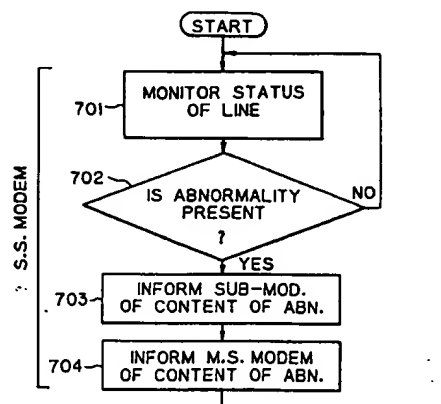 START
701
MONITOR STATUS
OF LINE
702
IS ABNORMALITY
PRESENT
?
NO
YES
S.S. MODEM
703
INFORM SUB-MOD.
OF CONTENT OF ABN.
704
INFORM M.S. MODEM
OF CONTENT OF ABN.